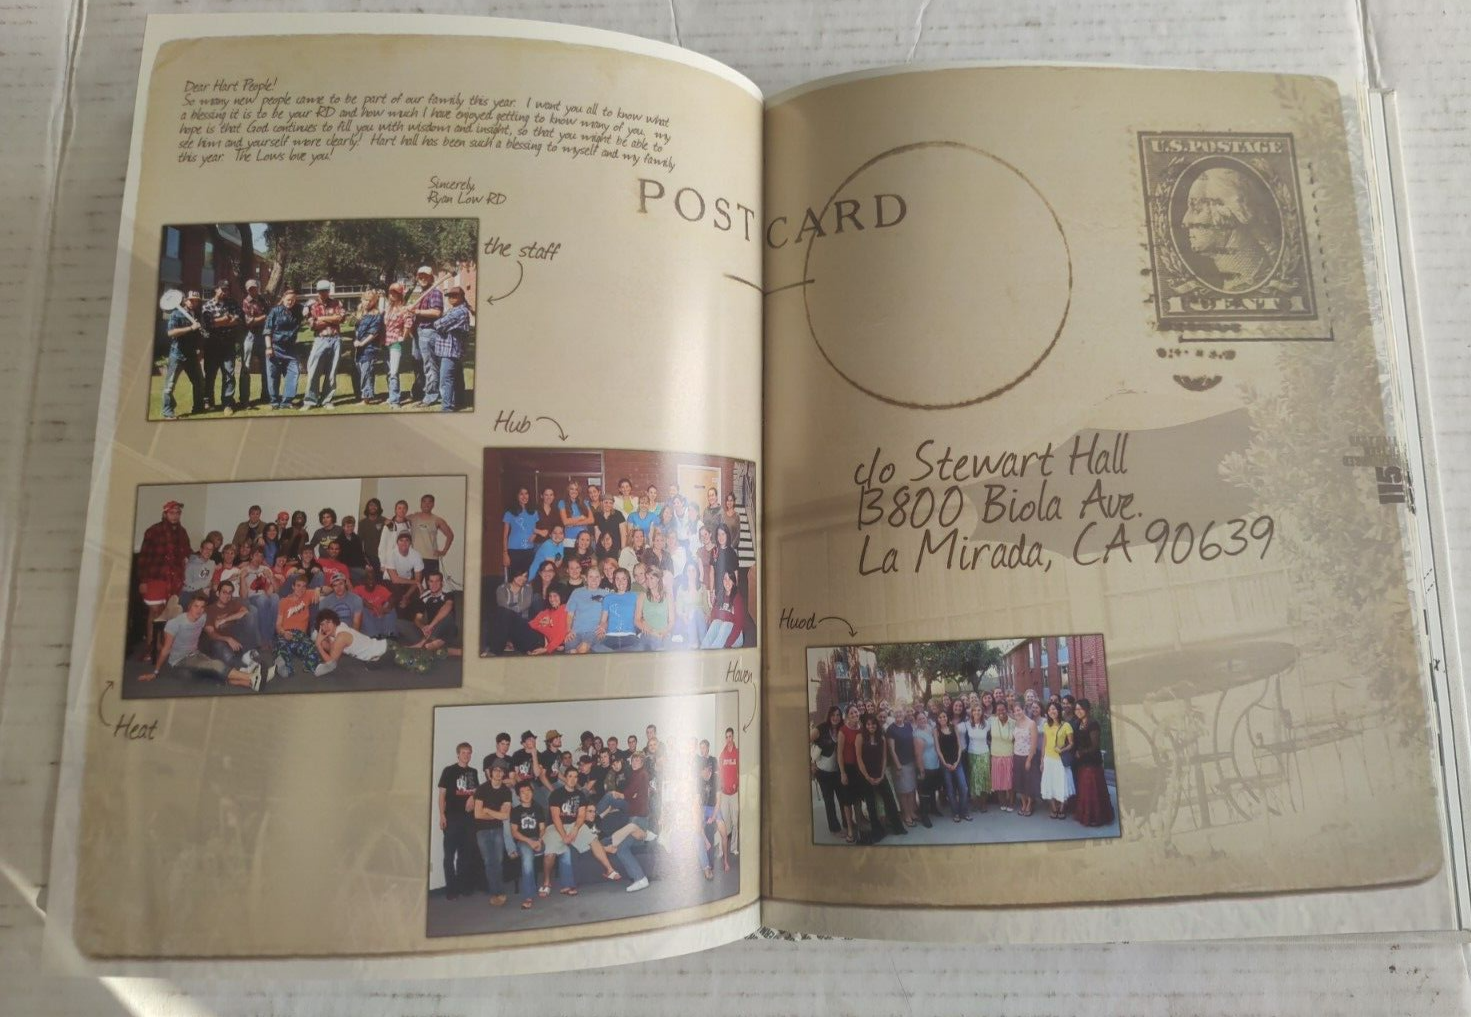 Dear Hart People!
So many new people came to be part of our family this year. I want you all to know what
a blessing it is to be your RD and how much I have enjoyed getting to know many of you. my
hope is that God continues to fill you with wisdom and insight, so that you might be able to
see him and yourself more clearly! Hart hall has been such a blessing to myself and my family
this year. The Lows love you!
Sincerely,
Ryan Low RD
POSTCARD
U.S.POSTAGE
1 CENT 1
the staff
Hub
c/o Stewart Hall
13800 Biola Ave.
La Mirada, CA 90639
115
Heat
Haven
Huod